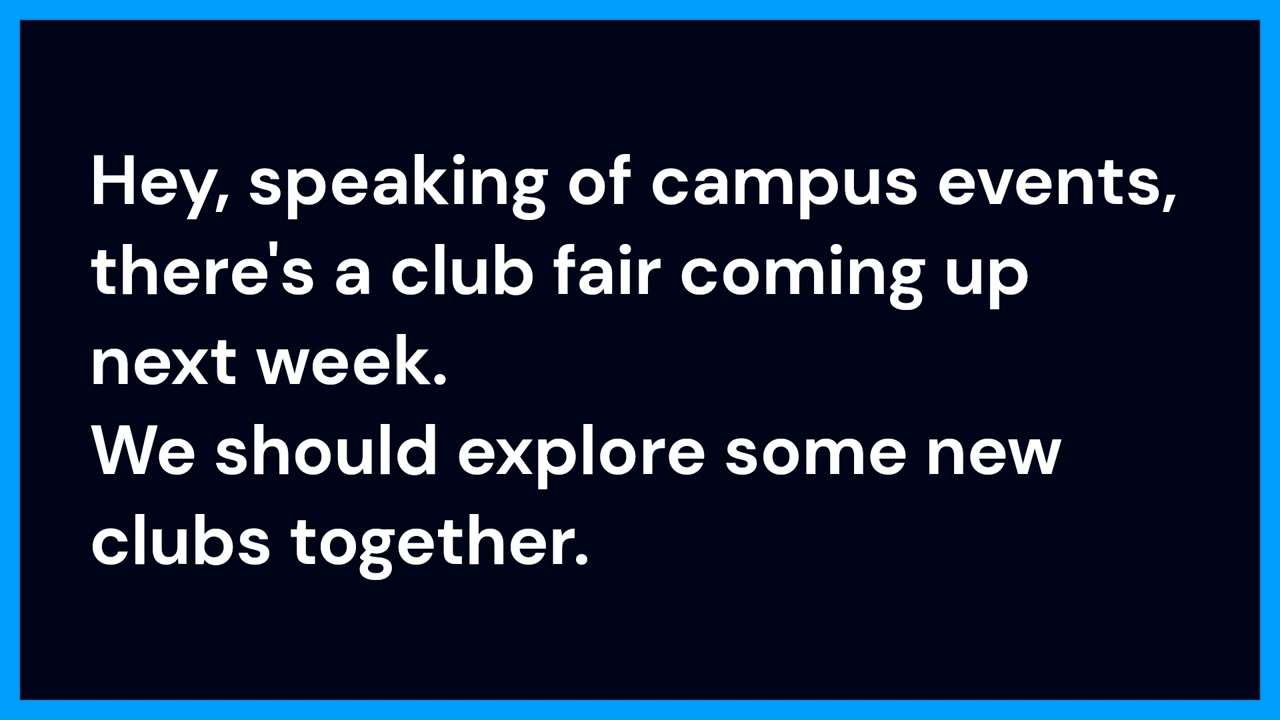 Hey, speaking of campus events,
there's a club fair coming up
next week.
We should explore some new
clubs together.